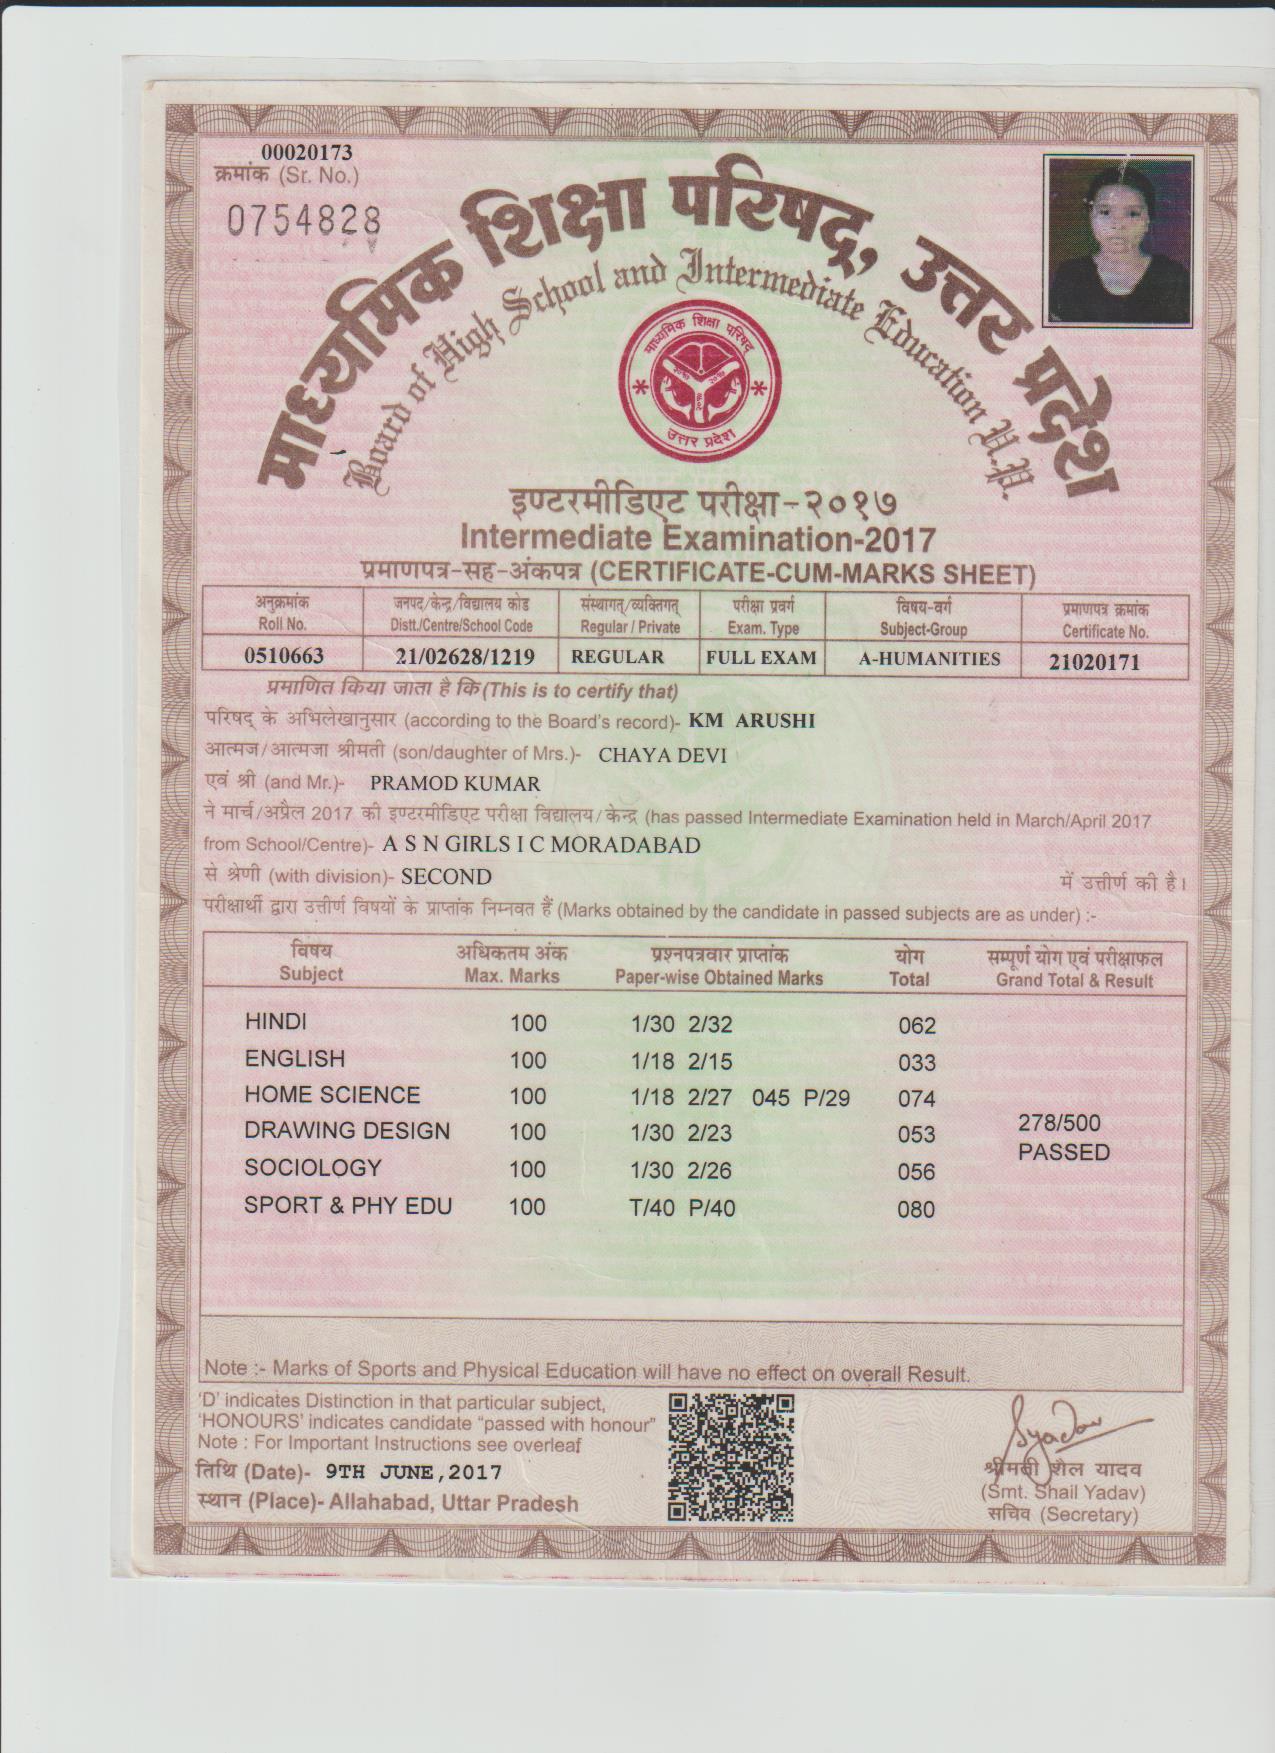 00020173
क्रमांक (Sr. No.)
0754828
माध्यमिक शिक्षा परिषद्, उत्तर प्रदेश
Board of High School and Intermediate Education U.P.
माध्यमिक शिक्षा परिषद्
उत्तर प्रदेश
इण्टरमीडिएट परीक्षा-२०१७
Intermediate Examination-2017
प्रमाणपत्र-सह-अंकपत्र (CERTIFICATE-CUM-MARKS SHEET)
अनुक्रमांक जनपद/केन्द्र/विद्यालय कोड संस्थागत्/व्यक्तिगत् परीक्षा प्रवर्ग विषय-वर्ग प्रमाणपत्र क्रमांक
Roll No. Distt./Centre/School Code Regular / Private Exam. Type Subject-Group Certificate No.
0510663 21/02628/1219 REGULAR FULL EXAM A-HUMANITIES 21020171
प्रमाणित किया जाता है कि (This is to certify that)
परिषद् के अभिलेखानुसार (according to the Board's record)- KM ARUSHI
आत्मज/आत्मजा श्रीमती (son/daughter of Mrs.)- CHAYA DEVI
एवं श्री (and Mr.)- PRAMOD KUMAR
ने मार्च/अप्रैल 2017 की इण्टरमीडिएट परीक्षा विद्यालय/केन्द्र (has passed Intermediate Examination held in March/April 2017
from School/Centre)- A S N GIRLS I C MORADABAD
से श्रेणी (with division)- SECOND में उत्तीर्ण की है।
परीक्षार्थी द्वारा उत्तीर्ण विषयों के प्राप्तांक निम्नवत हैं (Marks obtained by the candidate in passed subjects are as under) :-
विषय अधिकतम अंक प्रश्नपत्रवार प्राप्तांक योग सम्पूर्ण योग एवं परीक्षाफल
Subject Max. Marks Paper-wise Obtained Marks Total Grand Total & Result
HINDI 100 1/30 2/32 062
ENGLISH 100 1/18 2/15 033
HOME SCIENCE 100 1/18 2/27 045 P/29 074
DRAWING DESIGN 100 1/30 2/23 053
278/500
PASSED
SOCIOLOGY 100 1/30 2/26 056
SPORT & PHY EDU 100 T/40 P/40 080
Note :- Marks of Sports and Physical Education will have no effect on overall Result.
'D' indicates Distinction in that particular subject,
'HONOURS' indicates candidate "passed with honour"
Note : For Important Instructions see overleaf
तिथि (Date)- 9TH JUNE,2017
स्थान (Place)- Allahabad, Uttar Pradesh
Syadav
श्रीमती शैल यादव
(Smt. Shail Yadav)
सचिव (Secretary)